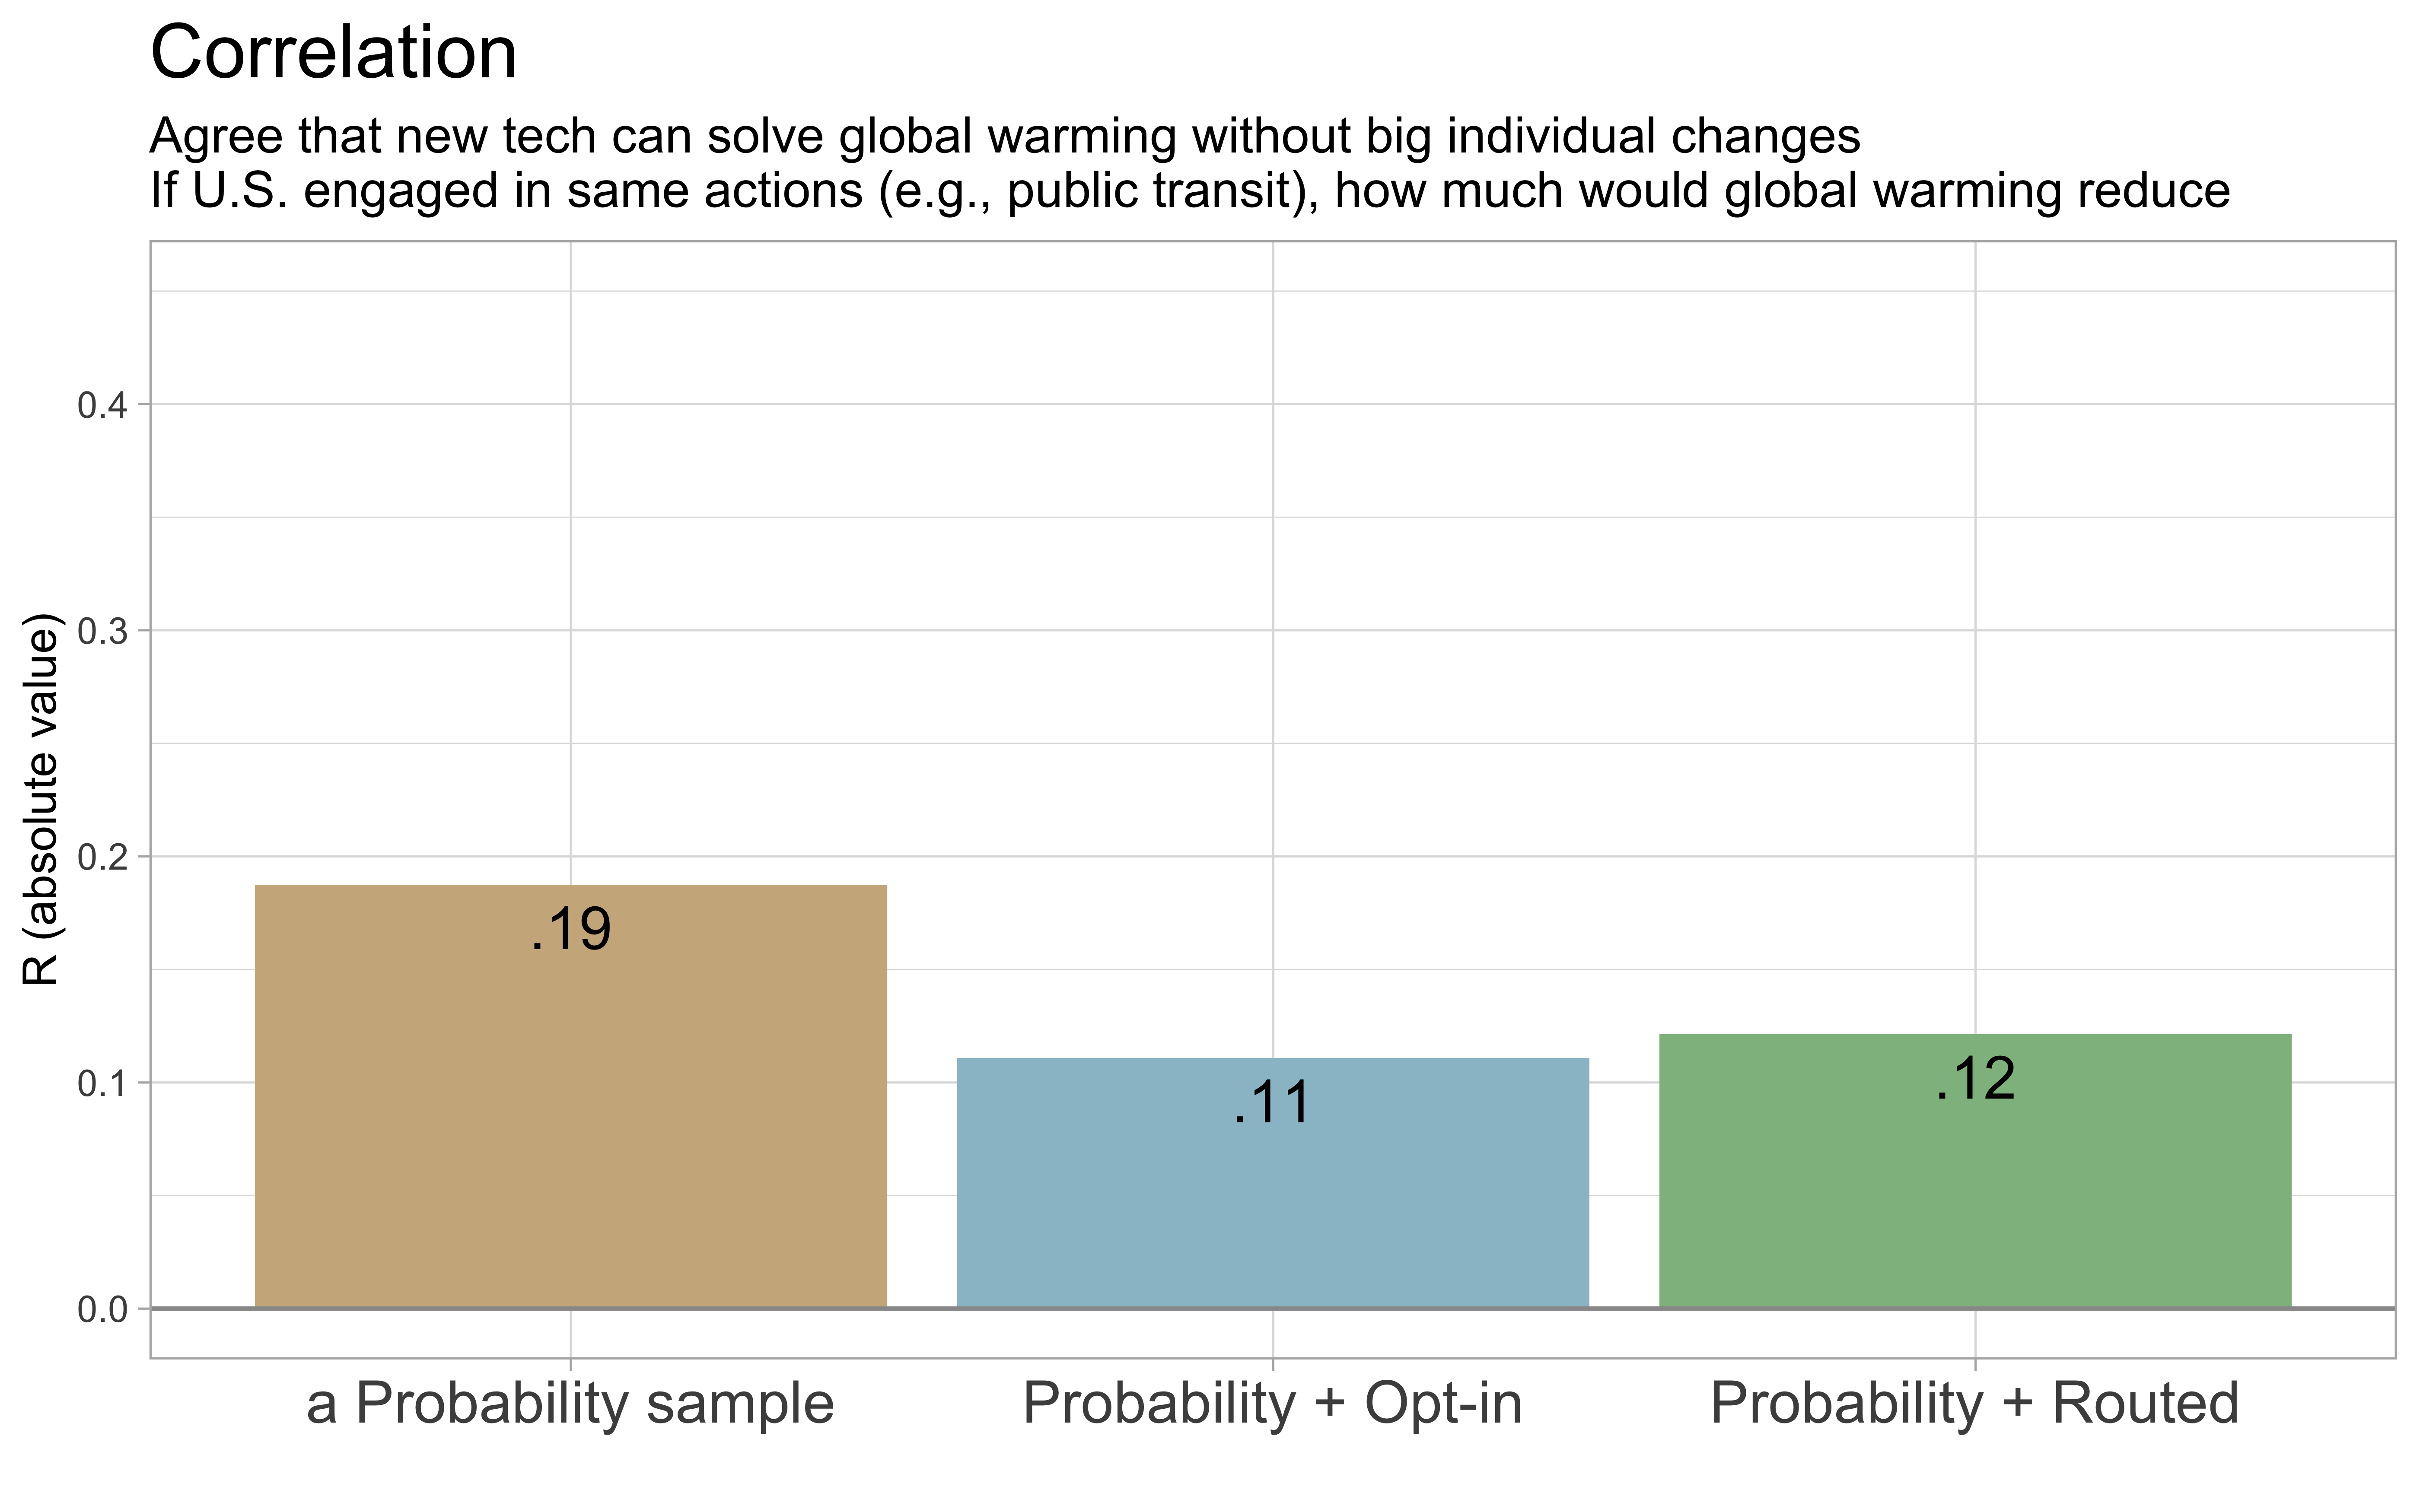 Correlation
Agree that new tech can solve global warming without big individual changes
If U.S. engaged in same actions (e.g., public transit), how much would global warming reduce
R (absolute value)
0.4
0.3
0.2
0.1
0.0
.19
.11
.12
a Probability sample
Probability + Opt-in
Probability + Routed